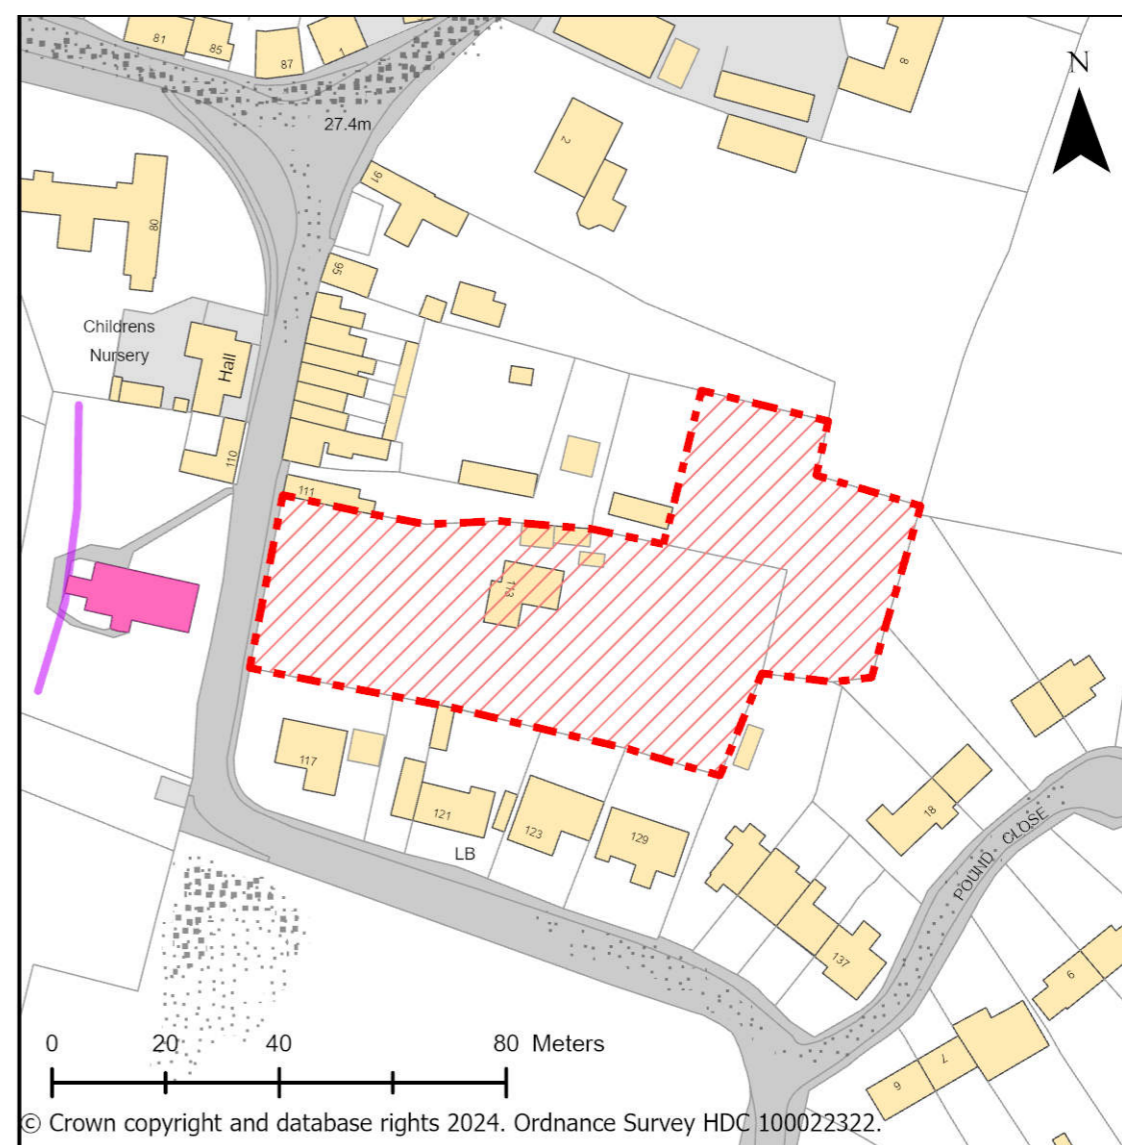 81
85
87
1
8
N
27.4m
2
91
80
95
Childrens
Nursery
Hall
110
111
113
117
121
123
129
LB
18
POUND CLOSE
137
9
7
6
0 20 40 80 Meters
© Crown copyright and database rights 2024. Ordnance Survey HDC 100022322.